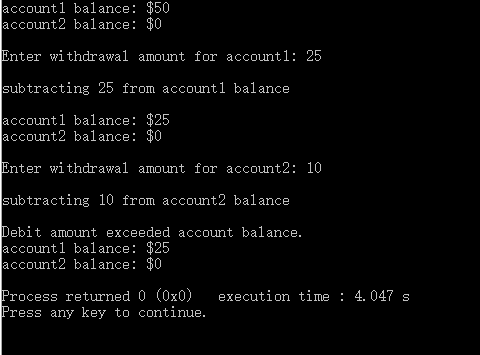 account1 balance: $50
account2 balance: $0
Enter withdrawal amount for account1: 25
subtracting 25 from account1 balance
account1 balance: $25
account2 balance: $0
Enter withdrawal amount for account2: 10
subtracting 10 from account2 balance
Debit amount exceeded account balance.
account1 balance: $25
account2 balance: $0
Process returned 0 (0x0)   execution time : 4.047 s
Press any key to continue.